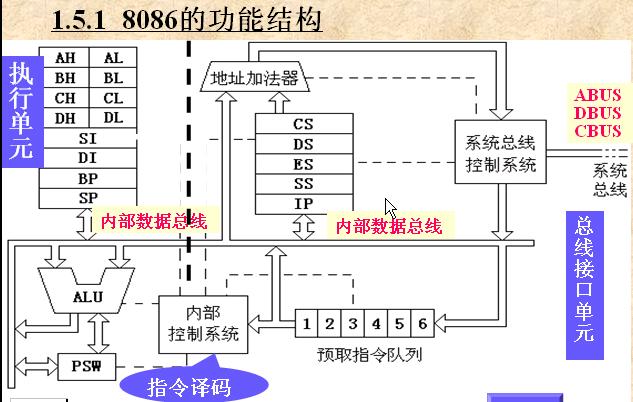 1.5.1 8086的功能结构
执行单元
AH AL
BH BL
CH CL
DH DL
SI
DI
BP
SP
地址加法器
CS
DS
ES
SS
IP
系统总线
控制系统
ABUS
DBUS
CBUS
系统
总线
内部数据总线
内部数据总线
总线接口单元
ALU
内部
控制系统
1 2 3 4 5 6
预取指令队列
PSW
指令译码